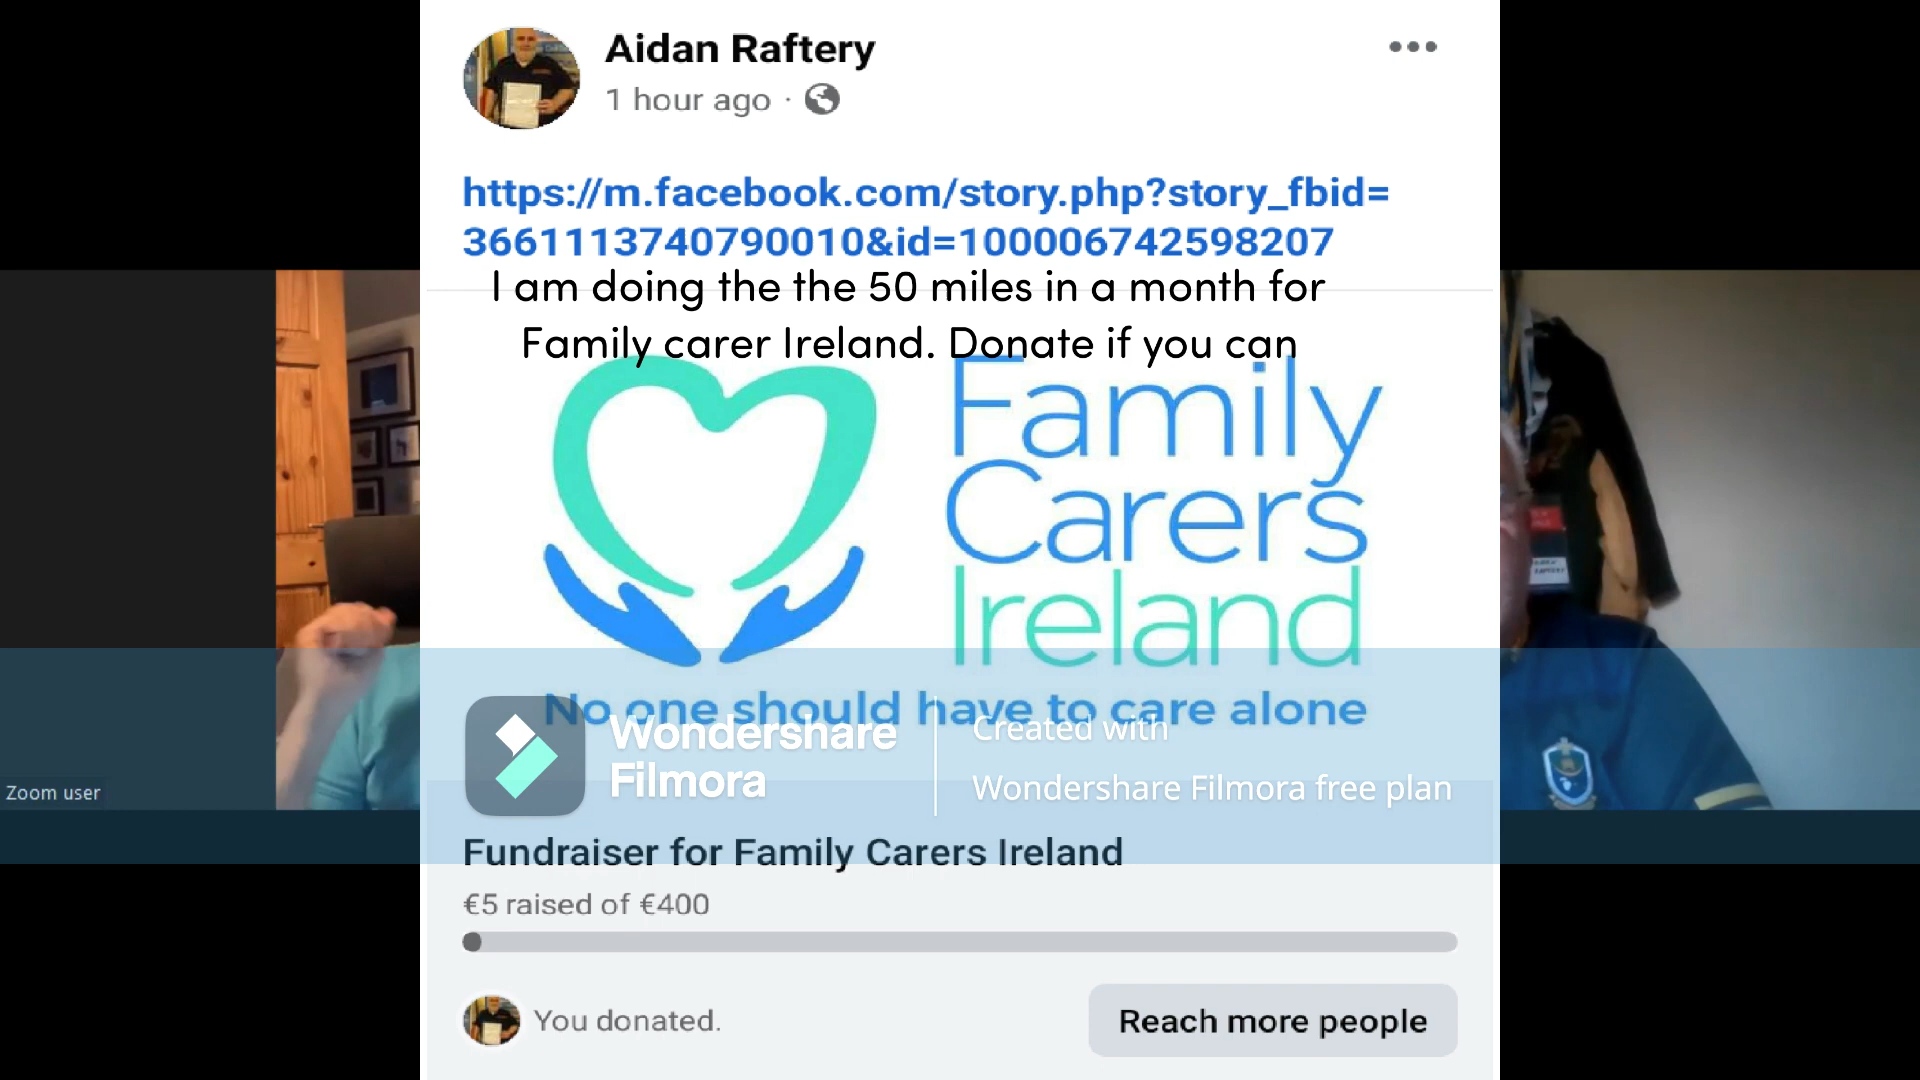 Aidan Raftery
1 hour ago ·
https://m.facebook.com/story.php?story_fbid=
3661113740790010&id=100006742598207
I am doing the the 50 miles in a month for
Family carer Ireland. Donate if you can
Family
Carers
Ireland
No one should have to care alone
Wondershare
Filmora
Created with
Wondershare Filmora free plan
Zoom user
Fundraiser for Family Carers Ireland
€5 raised of €400
You donated.
Reach more people